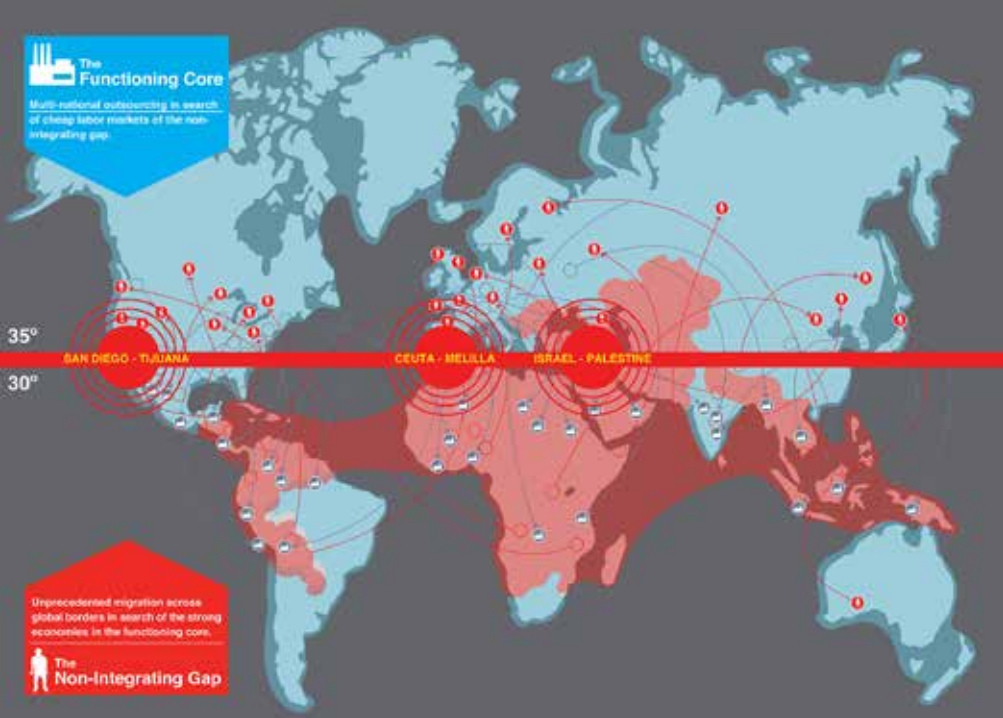 The
Functioning Core
Multi-national outsourcing in search
of cheap labor markets of the non-
integrating gap.
35º
SAN DIEGO - TIJUANA
CEUTA - MELILLA
ISRAEL - PALESTINE
30º
Unprecedented migration across
global borders in search of the strong
economies in the functioning core.
The
Non-Integrating Gap